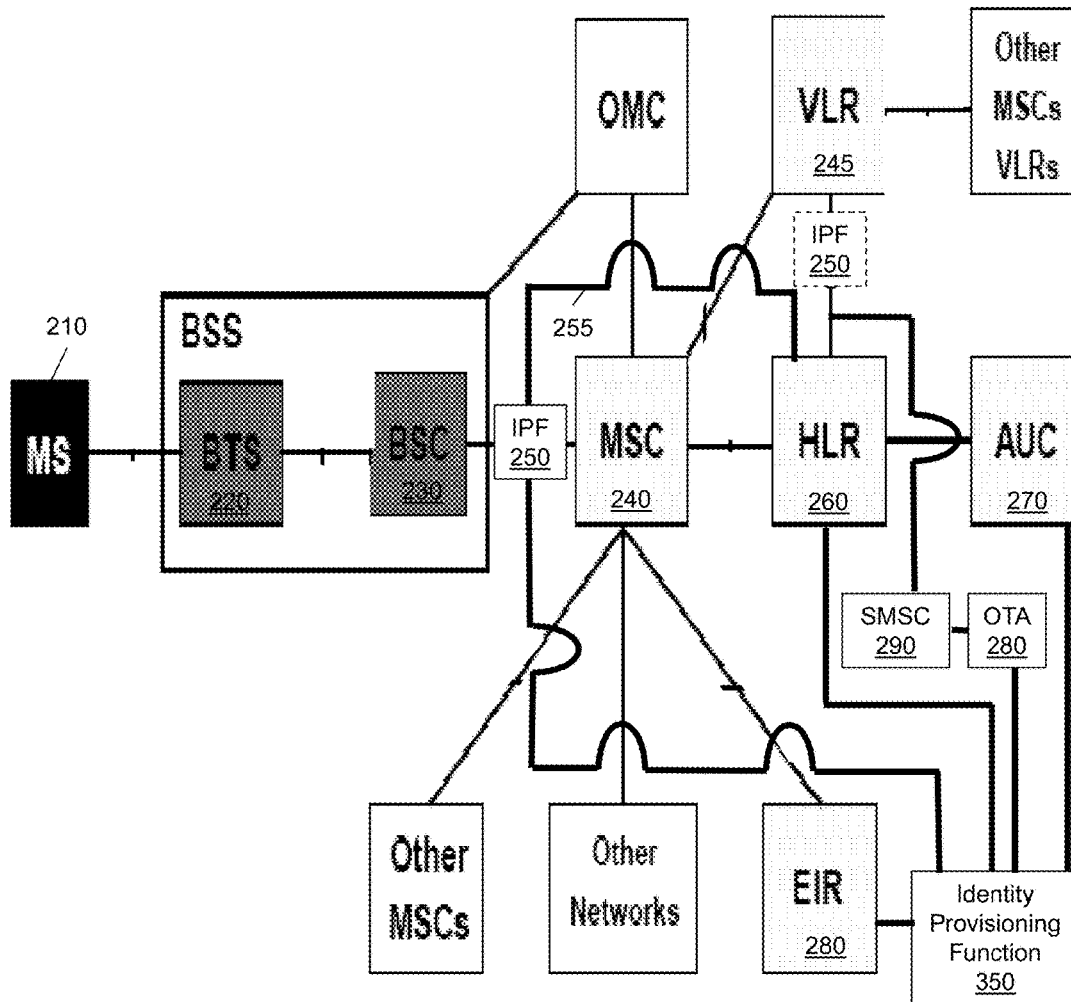 OMC
VLR
245
Other
MSCs
VLRs
IPF
250
255
210
BSS
MS
BTS
220
BSC
230
IPF
250
MSC
240
HLR
260
AUC
270
SMSC
290
OTA
280
Other
MSCs
Other
Networks
EIR
280
Identity
Provisioning
Function
350